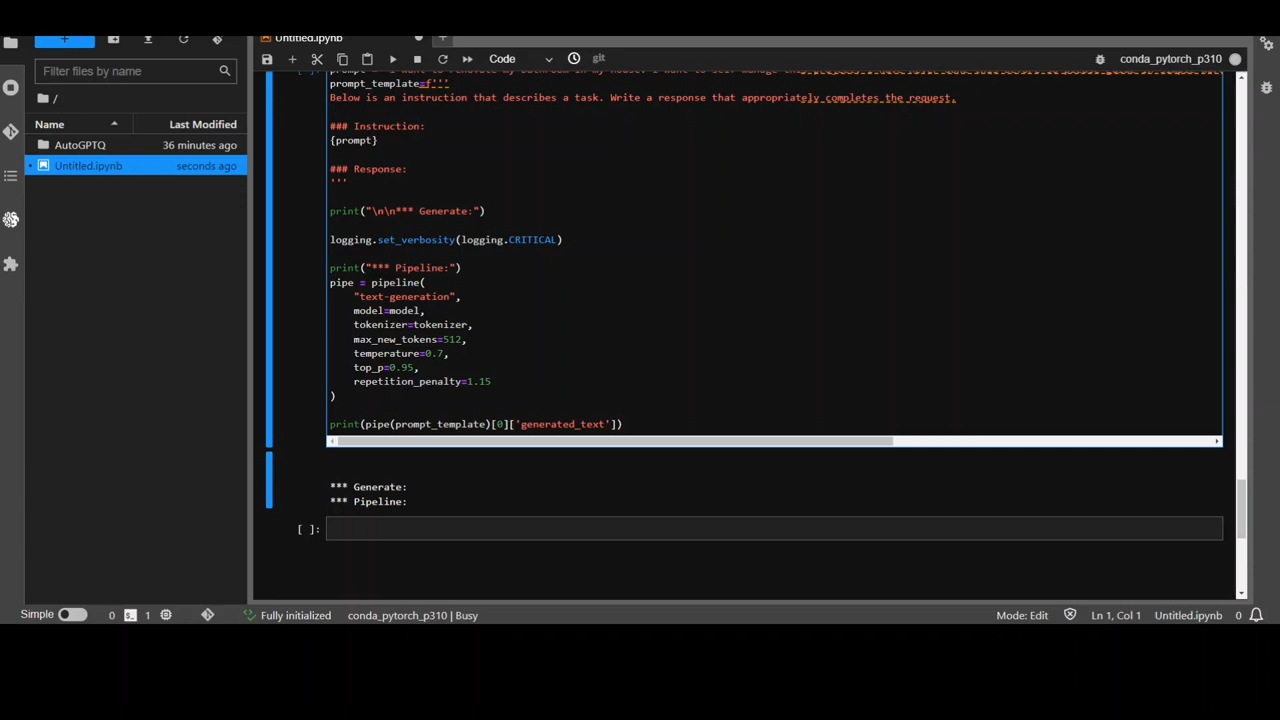 Untitled.ipynb
Filter files by name
Code
git
conda_pytorch_p310
/
Name
Last Modified
AutoGPTQ
36 minutes ago
Untitled.ipynb
seconds ago
prompt_template=f'''
Below is an instruction that describes a task. Write a response that appropriately completes the request.
### Instruction:
{prompt}
### Response:
'''
print("\n\n*** Generate:")
logging.set_verbosity(logging.CRITICAL)
print("*** Pipeline:")
pipe = pipeline(
"text-generation",
model=model,
tokenizer=tokenizer,
max_new_tokens=512,
temperature=0.7,
top_p=0.95,
repetition_penalty=1.15
)
print(pipe(prompt_template)[0]['generated_text'])
*** Generate:
*** Pipeline:
[ ]:
Simple
0
1
Fully initialized
conda_pytorch_p310 | Busy
Mode: Edit
Ln 1, Col 1
Untitled.ipynb
0